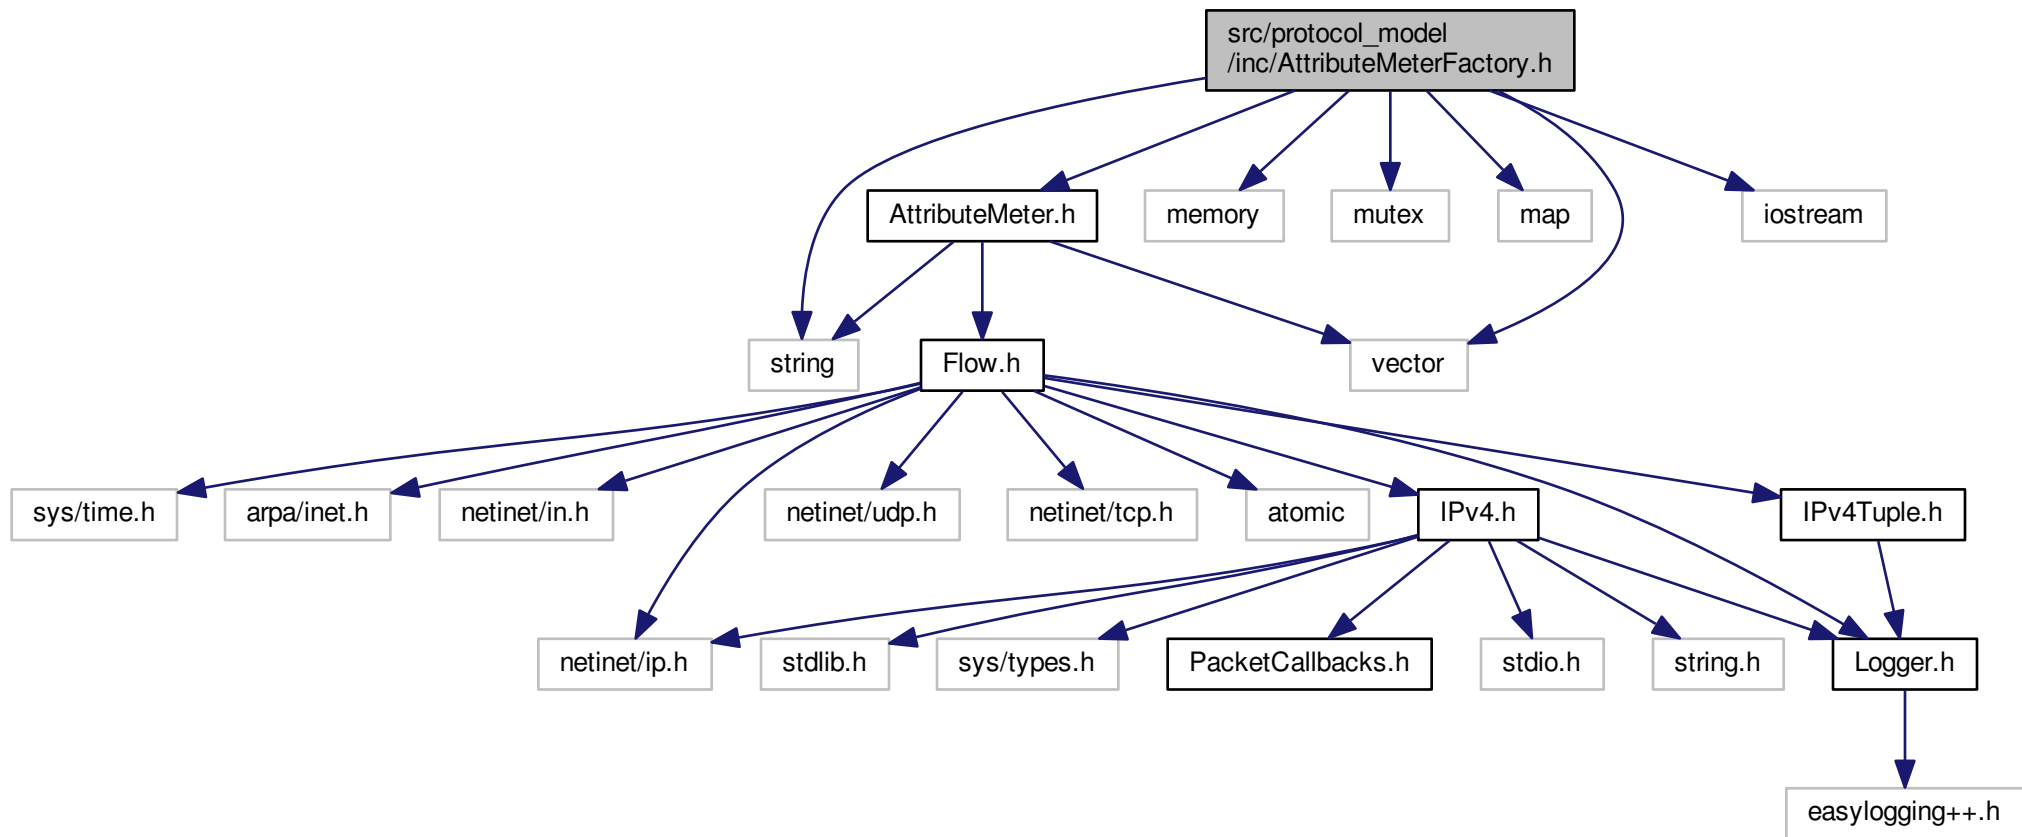 src/protocol_model
/inc/AttributeMeterFactory.h
AttributeMeter.h
memory
mutex
map
iostream
string
Flow.h
vector
sys/time.h
arpa/inet.h
netinet/in.h
netinet/udp.h
netinet/tcp.h
atomic
IPv4.h
IPv4Tuple.h
netinet/ip.h
stdlib.h
sys/types.h
PacketCallbacks.h
stdio.h
string.h
Logger.h
easylogging++.h